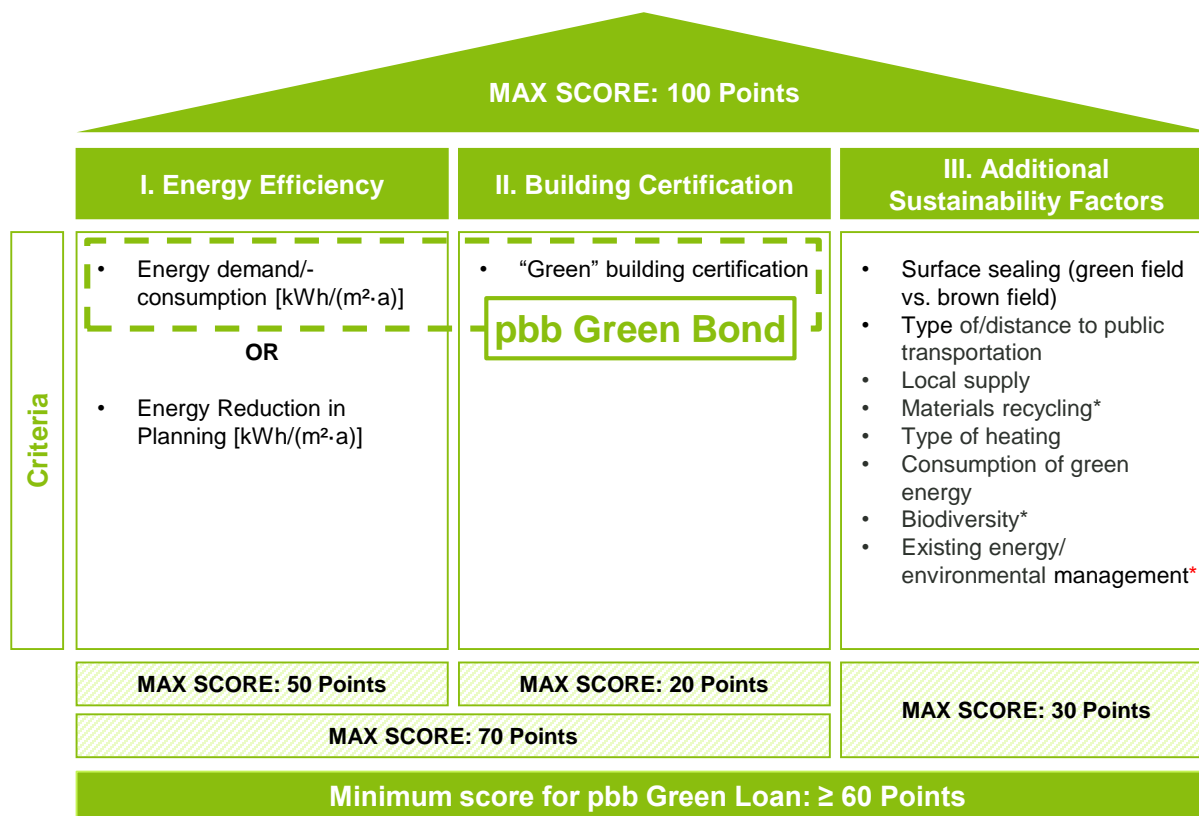 MAX SCORE: 100 Points
I. Energy Efficiency
II. Building Certification
III. Additional
Sustainability Factors
Criteria
• Energy demand/-
consumption [kWh/(m²·a)]
OR
• Energy Reduction in
Planning [kWh/(m²·a)]
• “Green” building certification
pbb Green Bond
• Surface sealing (green field
vs. brown field)
• Type of/distance to public
transportation
• Local supply
• Materials recycling*
• Type of heating
• Consumption of green
energy
• Biodiversity*
• Existing energy/
environmental management*
MAX SCORE: 50 Points
MAX SCORE: 20 Points
MAX SCORE: 30 Points
MAX SCORE: 70 Points
Minimum score for pbb Green Loan: ≥ 60 Points